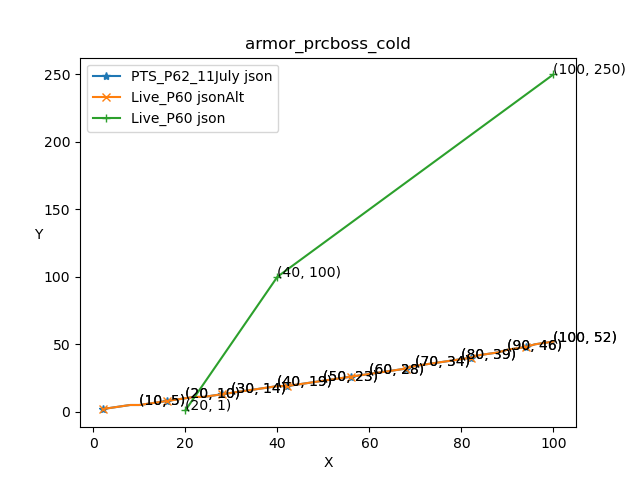 armor_prcboss_cold
PTS_P62_11July json
Live_P60 jsonAlt
Live_P60 json
(100, 250)
(40, 100)
(20, 1)
(10, 5)
(20, 10)
(30, 14)
(40, 19)
(50, 23)
(60, 28)
(70, 34)
(80, 39)
(90, 46)
(100, 52)
250
200
150
100
50
0
Y
0 20 40 60 80 100
X